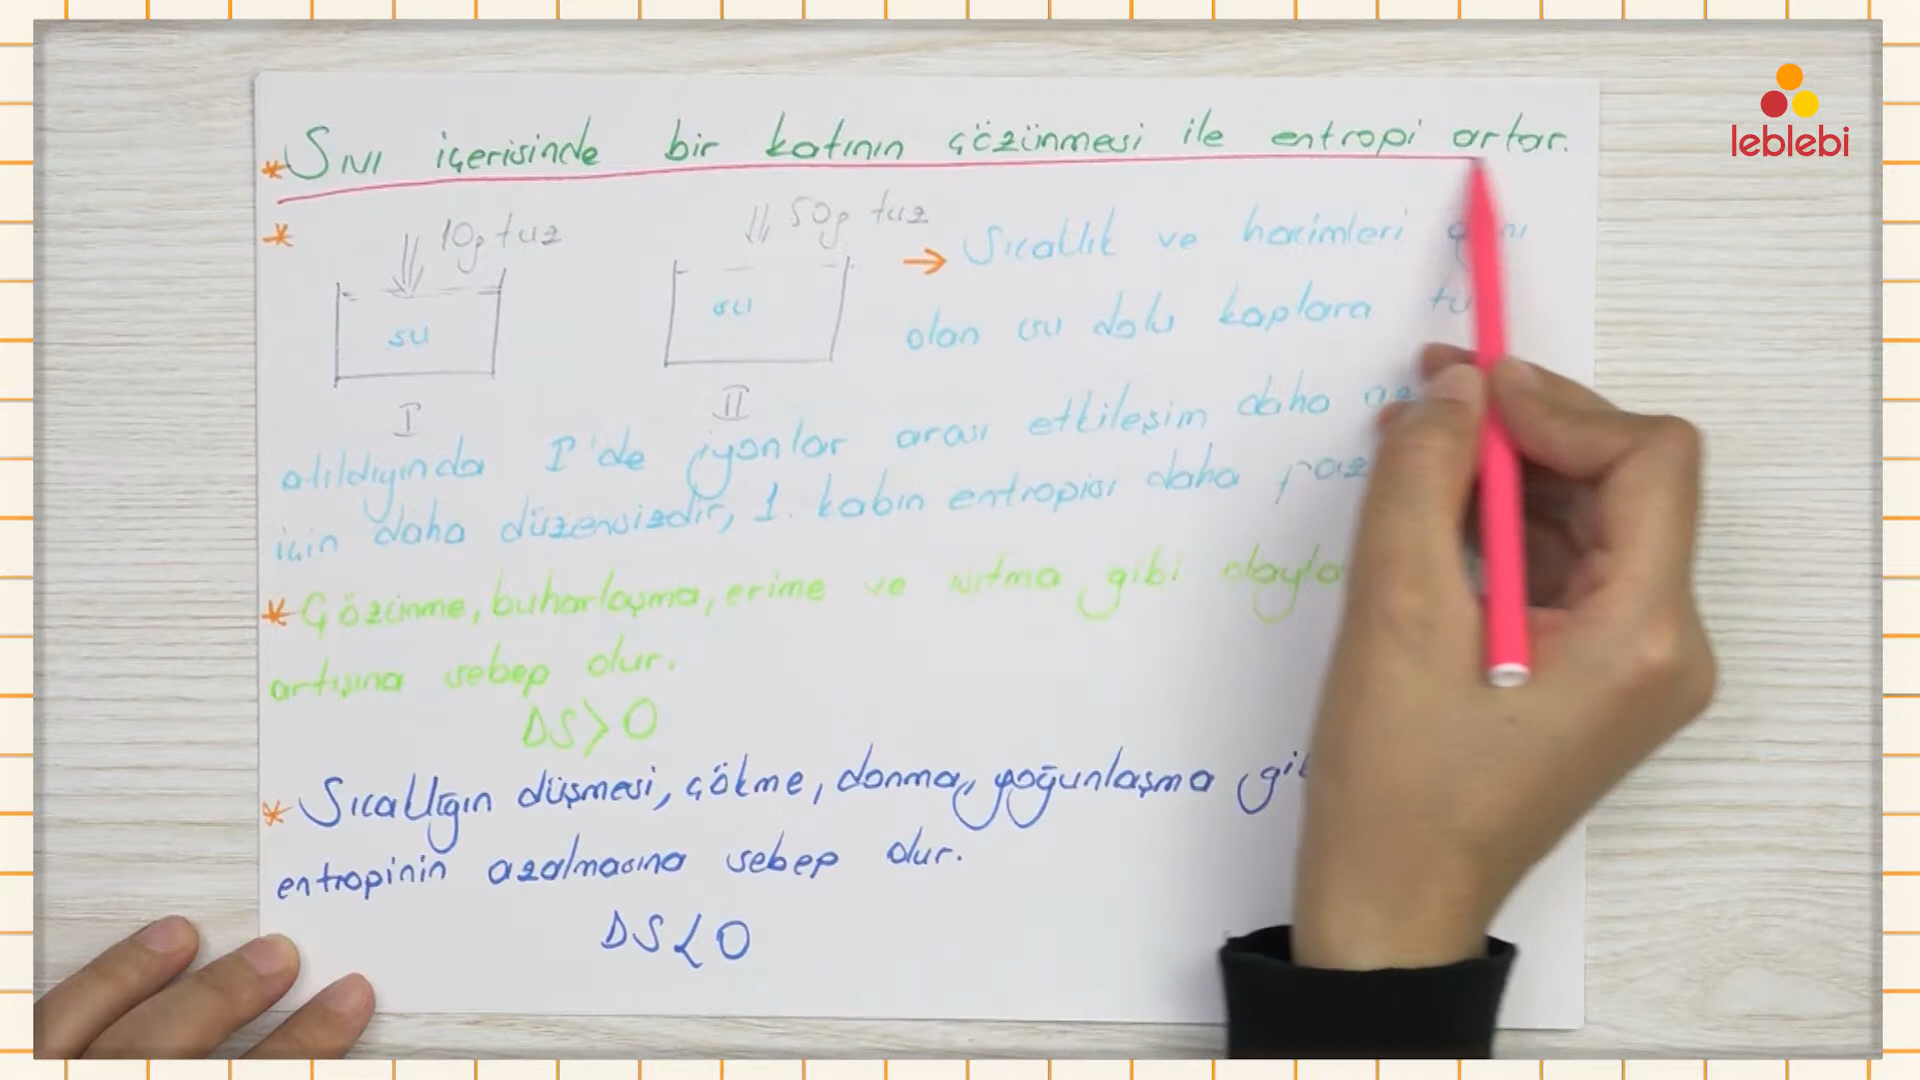 * Sıvı içerisinde bir katının çözünmesi ile entropi artar.
*
10g tuz
50g tuz
su
su
I
II
→ Sıcaklık ve hacimleri
olan su dolu kaplara
atıldığında I'de iyonlar arası etkileşim daha
için daha düzensizdir, 1. kabın entropisi daha
* Çözünme, buharlaşma, erime ve ısıtma gibi
artışına sebep olur.
ΔS>0
* Sıcaklığın düşmesi, çökme, donma, yoğunlaşma
entropinin azalmasına sebep olur.
ΔS<0
leblebi